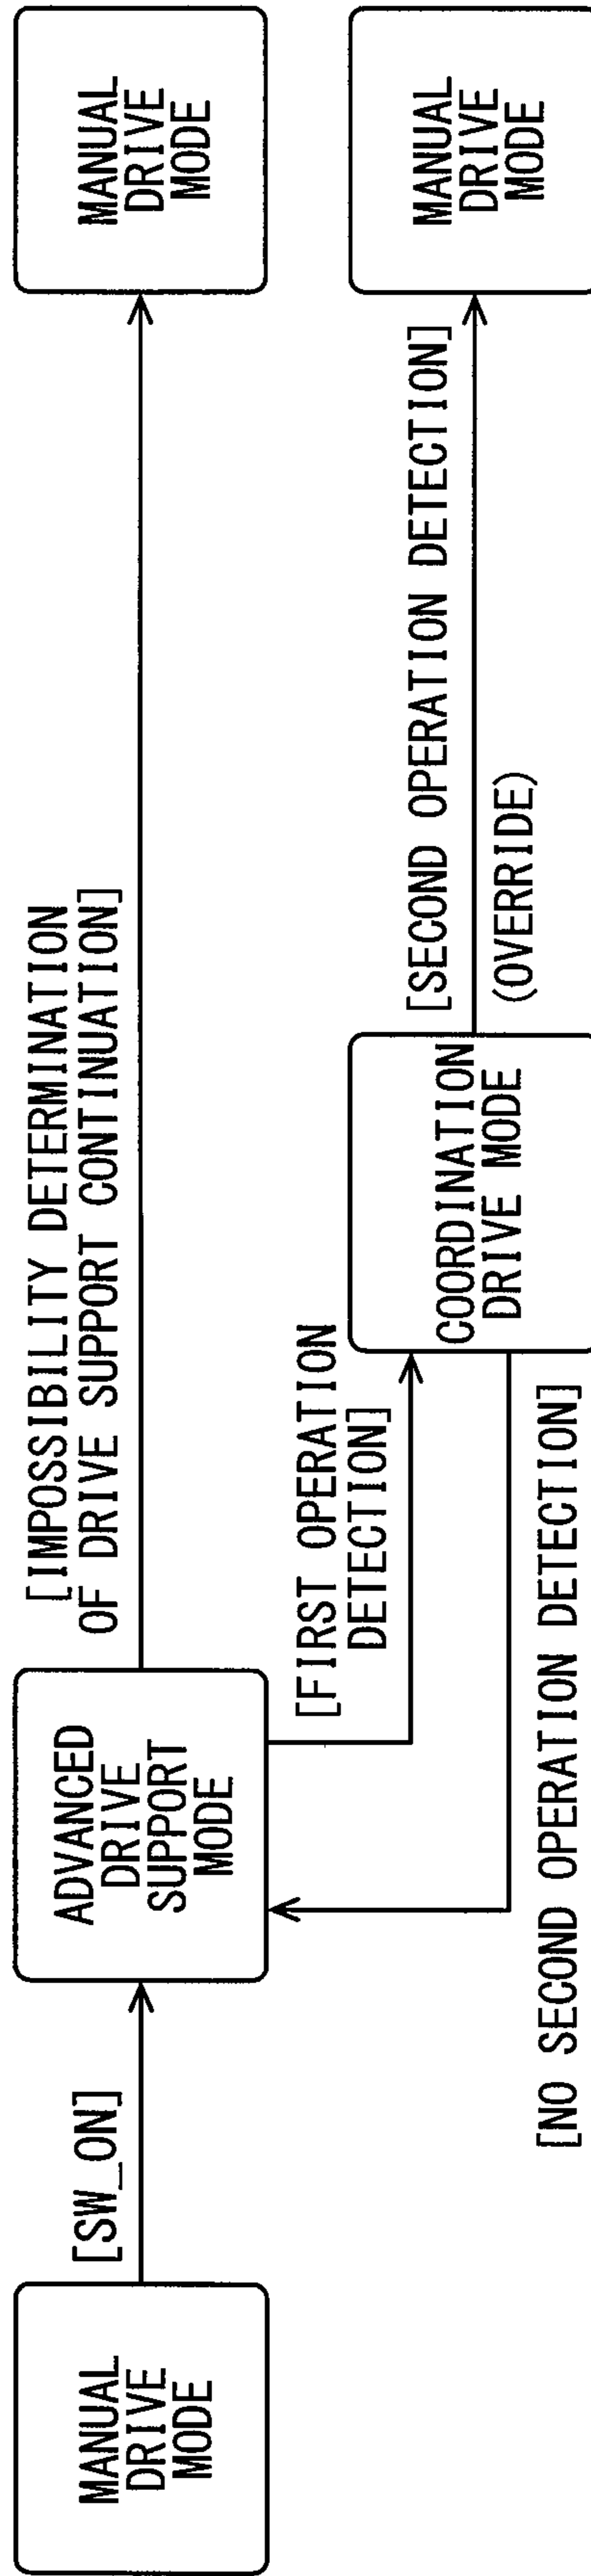 MANUAL
DRIVE
MODE
[SW_ON]
ADVANCED
DRIVE
SUPPORT
MODE
[IMPOSSIBILITY DETERMINATION
OF DRIVE SUPPORT CONTINUATION]
MANUAL
DRIVE
MODE
[FIRST OPERATION
DETECTION]
[NO SECOND OPERATION DETECTION]
COORDINATION
DRIVE MODE
[SECOND OPERATION DETECTION]
(OVERRIDE)
MANUAL
DRIVE
MODE